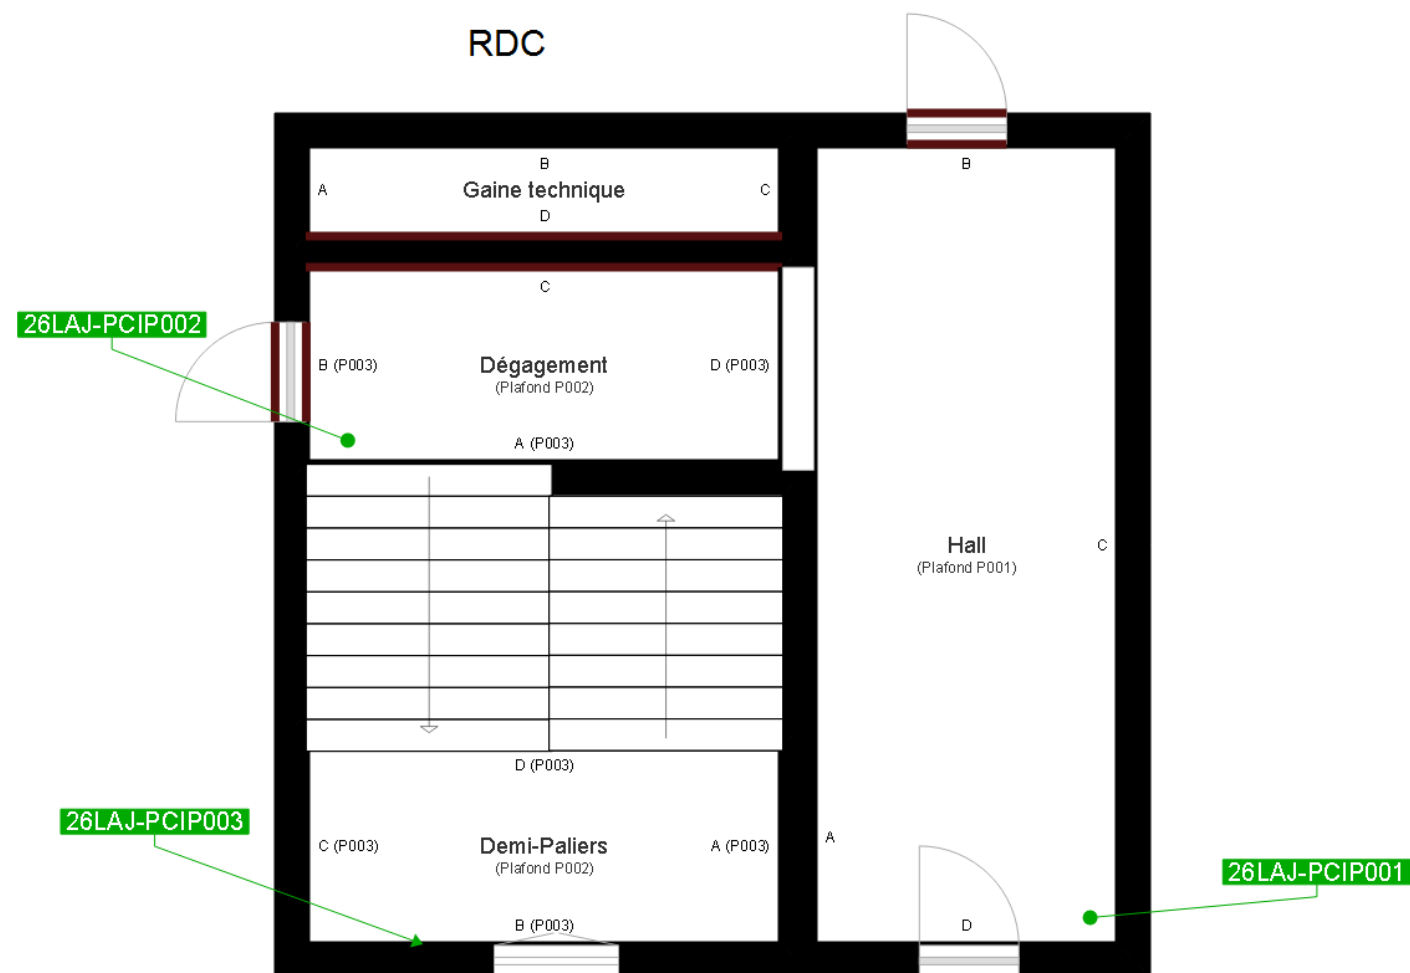 RDC
B
A
Gaine technique
C
D
B
C
26LAJ-PCIP002
B (P003)
Dégagement
D (P003)
(Plafond P002)
A (P003)
Hall
(Plafond P001)
C
D (P003)
26LAJ-PCIP003
C (P003)
Demi-Paliers
A (P003)
(Plafond P002)
A
26LAJ-PCIP001
B (P003)
D